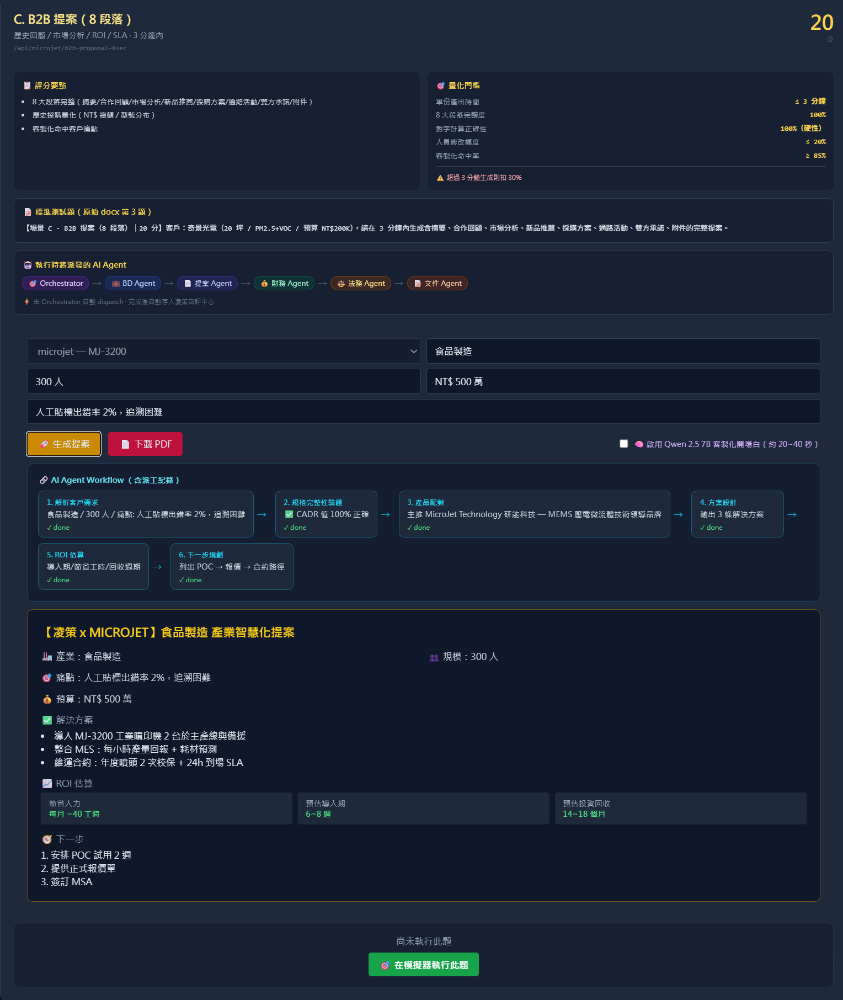 C. B2B 提案 ( 8 段落 )
20
歷史回顧 / 市場分析 / ROI / SLA · 3 分鐘內
分
/api/microjet/b2b-proposal-8sec
📋 評分要點
• 8 大段落完整 ( 摘要/合作回顧/市場分析/新品推薦/採購方案/通路活動/雙方承諾/附件 )
• 歷史採購量化 ( NT$ 總額 / 型號分布 )
• 客製化命中客戶痛點
🎯 量化門檻
單份產出時間 ≤ 3 分鐘
8 大段落完整度 100%
數字計算正確性 100% (硬性)
人員修改幅度 ≤ 20%
客製化命中率 ≥ 85%
⚠ 超過 3 分鐘生成則扣 30%
📝 標準測試題 ( 原始 docx 第 3 題 )
【場景 C · B2B 提案 (8 段落) ｜20 分】客戶：奇景光電 (20 坪 / PM2.5+VOC / 預算 NT$200K)，請在 3 分鐘內生成含摘要、合作回顧、市場分析、新品推薦、採購方案、通路活動、雙方承諾、附件的完整提案。
🤖 執行時將派發的 AI Agent
🎯 Orchestrator → 💼 BD Agent → 📄 提案 Agent → 💰 財務 Agent → ⚖ 法務 Agent → 📝 文件 Agent
⚡ 由 Orchestrator 自動 dispatch · 完成後自動存入凌策自評中心
microjet — MJ-3200
食品製造
300 人
NT$ 500 萬
人工貼標出錯率 2%，追溯困難
🚀 生成提案
📄 下載 PDF
🧠 啟用 Qwen 2.5 7B 客製化開場白 ( 約 20~40 秒 )
🔗 AI Agent Workflow （含派工紀錄）
1. 解析客戶需求
食品製造 / 300 人 / 痛點: 人工貼標出錯率 2%，追溯困難
✓ done
→
2. 規格完整性驗證
✅ CADR 值 100% 正確
✓ done
→
3. 產品配對
主推 MicroJet Technology 研能科技 — MEMS 壓電微流體技術領導品牌
✓ done
→
4. 方案設計
輸出 3 條解決方案
✓ done
→
5. ROI 估算
導入期/節省工時/回收週期
✓ done
→
6. 下一步規劃
列出 POC → 報價 → 合約路徑
✓ done
【凌策 x MICROJET】食品製造 產業智慧化提案
🏭 產業：食品製造
👥 規模：300 人
🎯 痛點：人工貼標出錯率 2%，追溯困難
💰 預算：NT$ 500 萬
✅ 解決方案
• 導入 MJ-3200 工業噴印機 2 台於主產線與備援
• 整合 MES：每小時產量回報 + 耗材預測
• 維運合約：年度噴頭 2 次校保 + 24h 到場 SLA
📈 ROI 估算
節省人力
每月 ~40 工時
預估導入期
6~8 週
預估投資回收
14~18 個月
🧭 下一步
1. 安排 POC 試用 2 週
2. 提供正式報價單
3. 簽訂 MSA
尚未執行此題
🎯 在模擬器執行此題